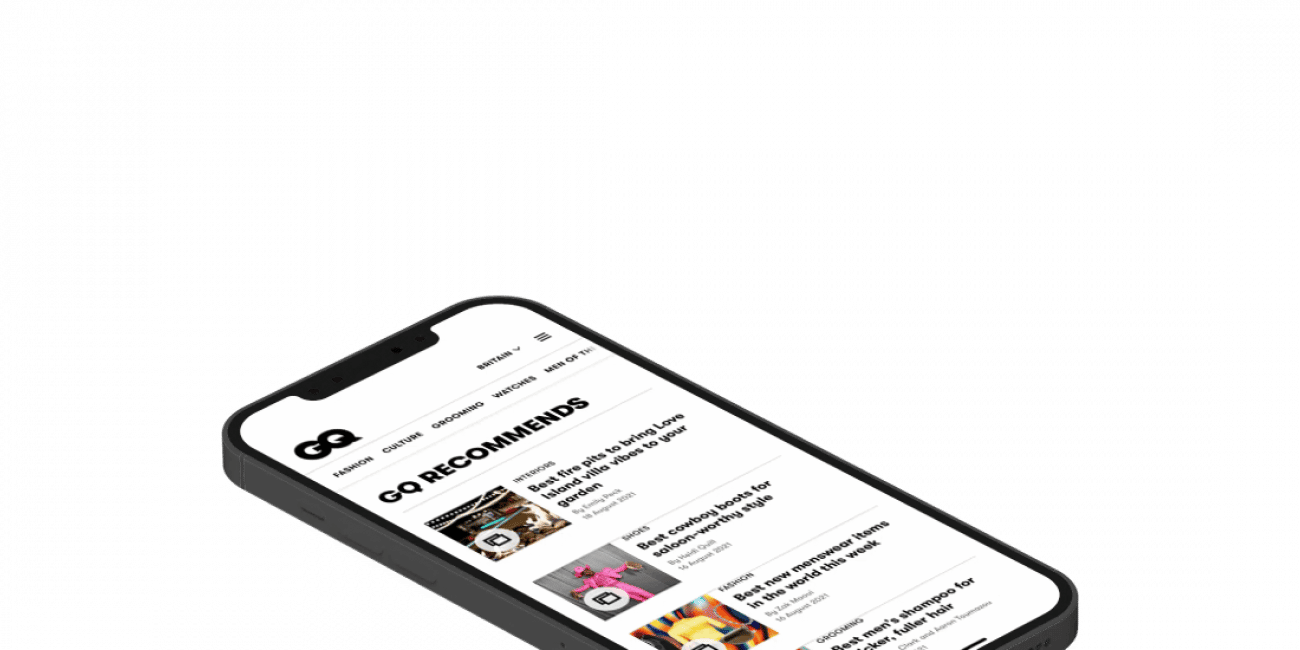 BRITAIN
GQ
FASHION CULTURE GROOMING WATCHES MEN OF TH
GQ RECOMMENDS
INTERIORS
Best fire pits to bring Love
Island villa vibes to your
garden
By Emily Peck
18 August 2021
SHOES
Best cowboy boots for
saloon-worthy style
By Heidi Quill
16 August 2021
FASHION
Best new menswear items
in the world this week
By Zak Maoui
16 August 2021
GROOMING
Best men's shampoo for
icker, fuller hair
Clark and Aaron Toumazou